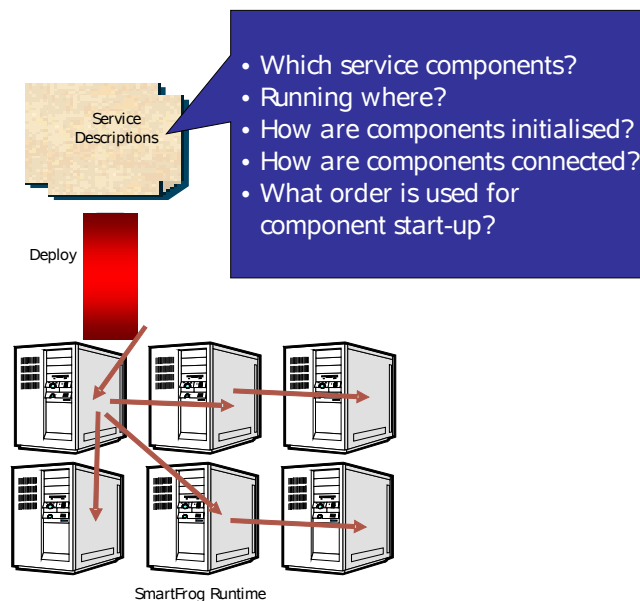 • Which service components?
• Running where?
• How are components initialised?
• How are components connected?
• What order is used for
component start-up?
Service
Descriptions
Deploy
SmartFrog Runtime